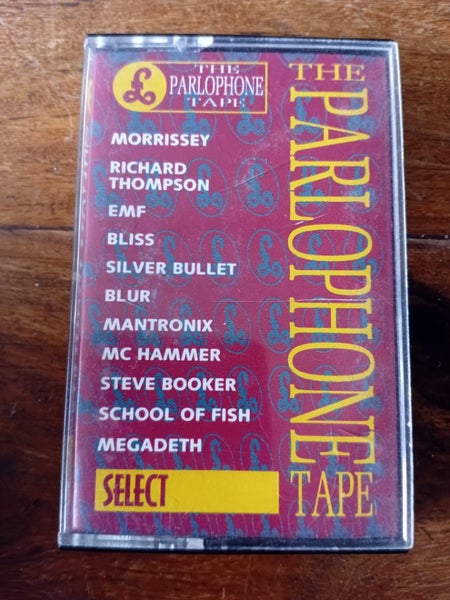 THE
PARLOPHONE
TAPE
MORRISSEY
RICHARD
THOMPSON
EMF
BLISS
SILVER BULLET
BLUR
MANTRONIX
MC HAMMER
STEVE BOOKER
SCHOOL OF FISH
MEGADETH
SELECT
THE
PARLOPHONE
TAPE